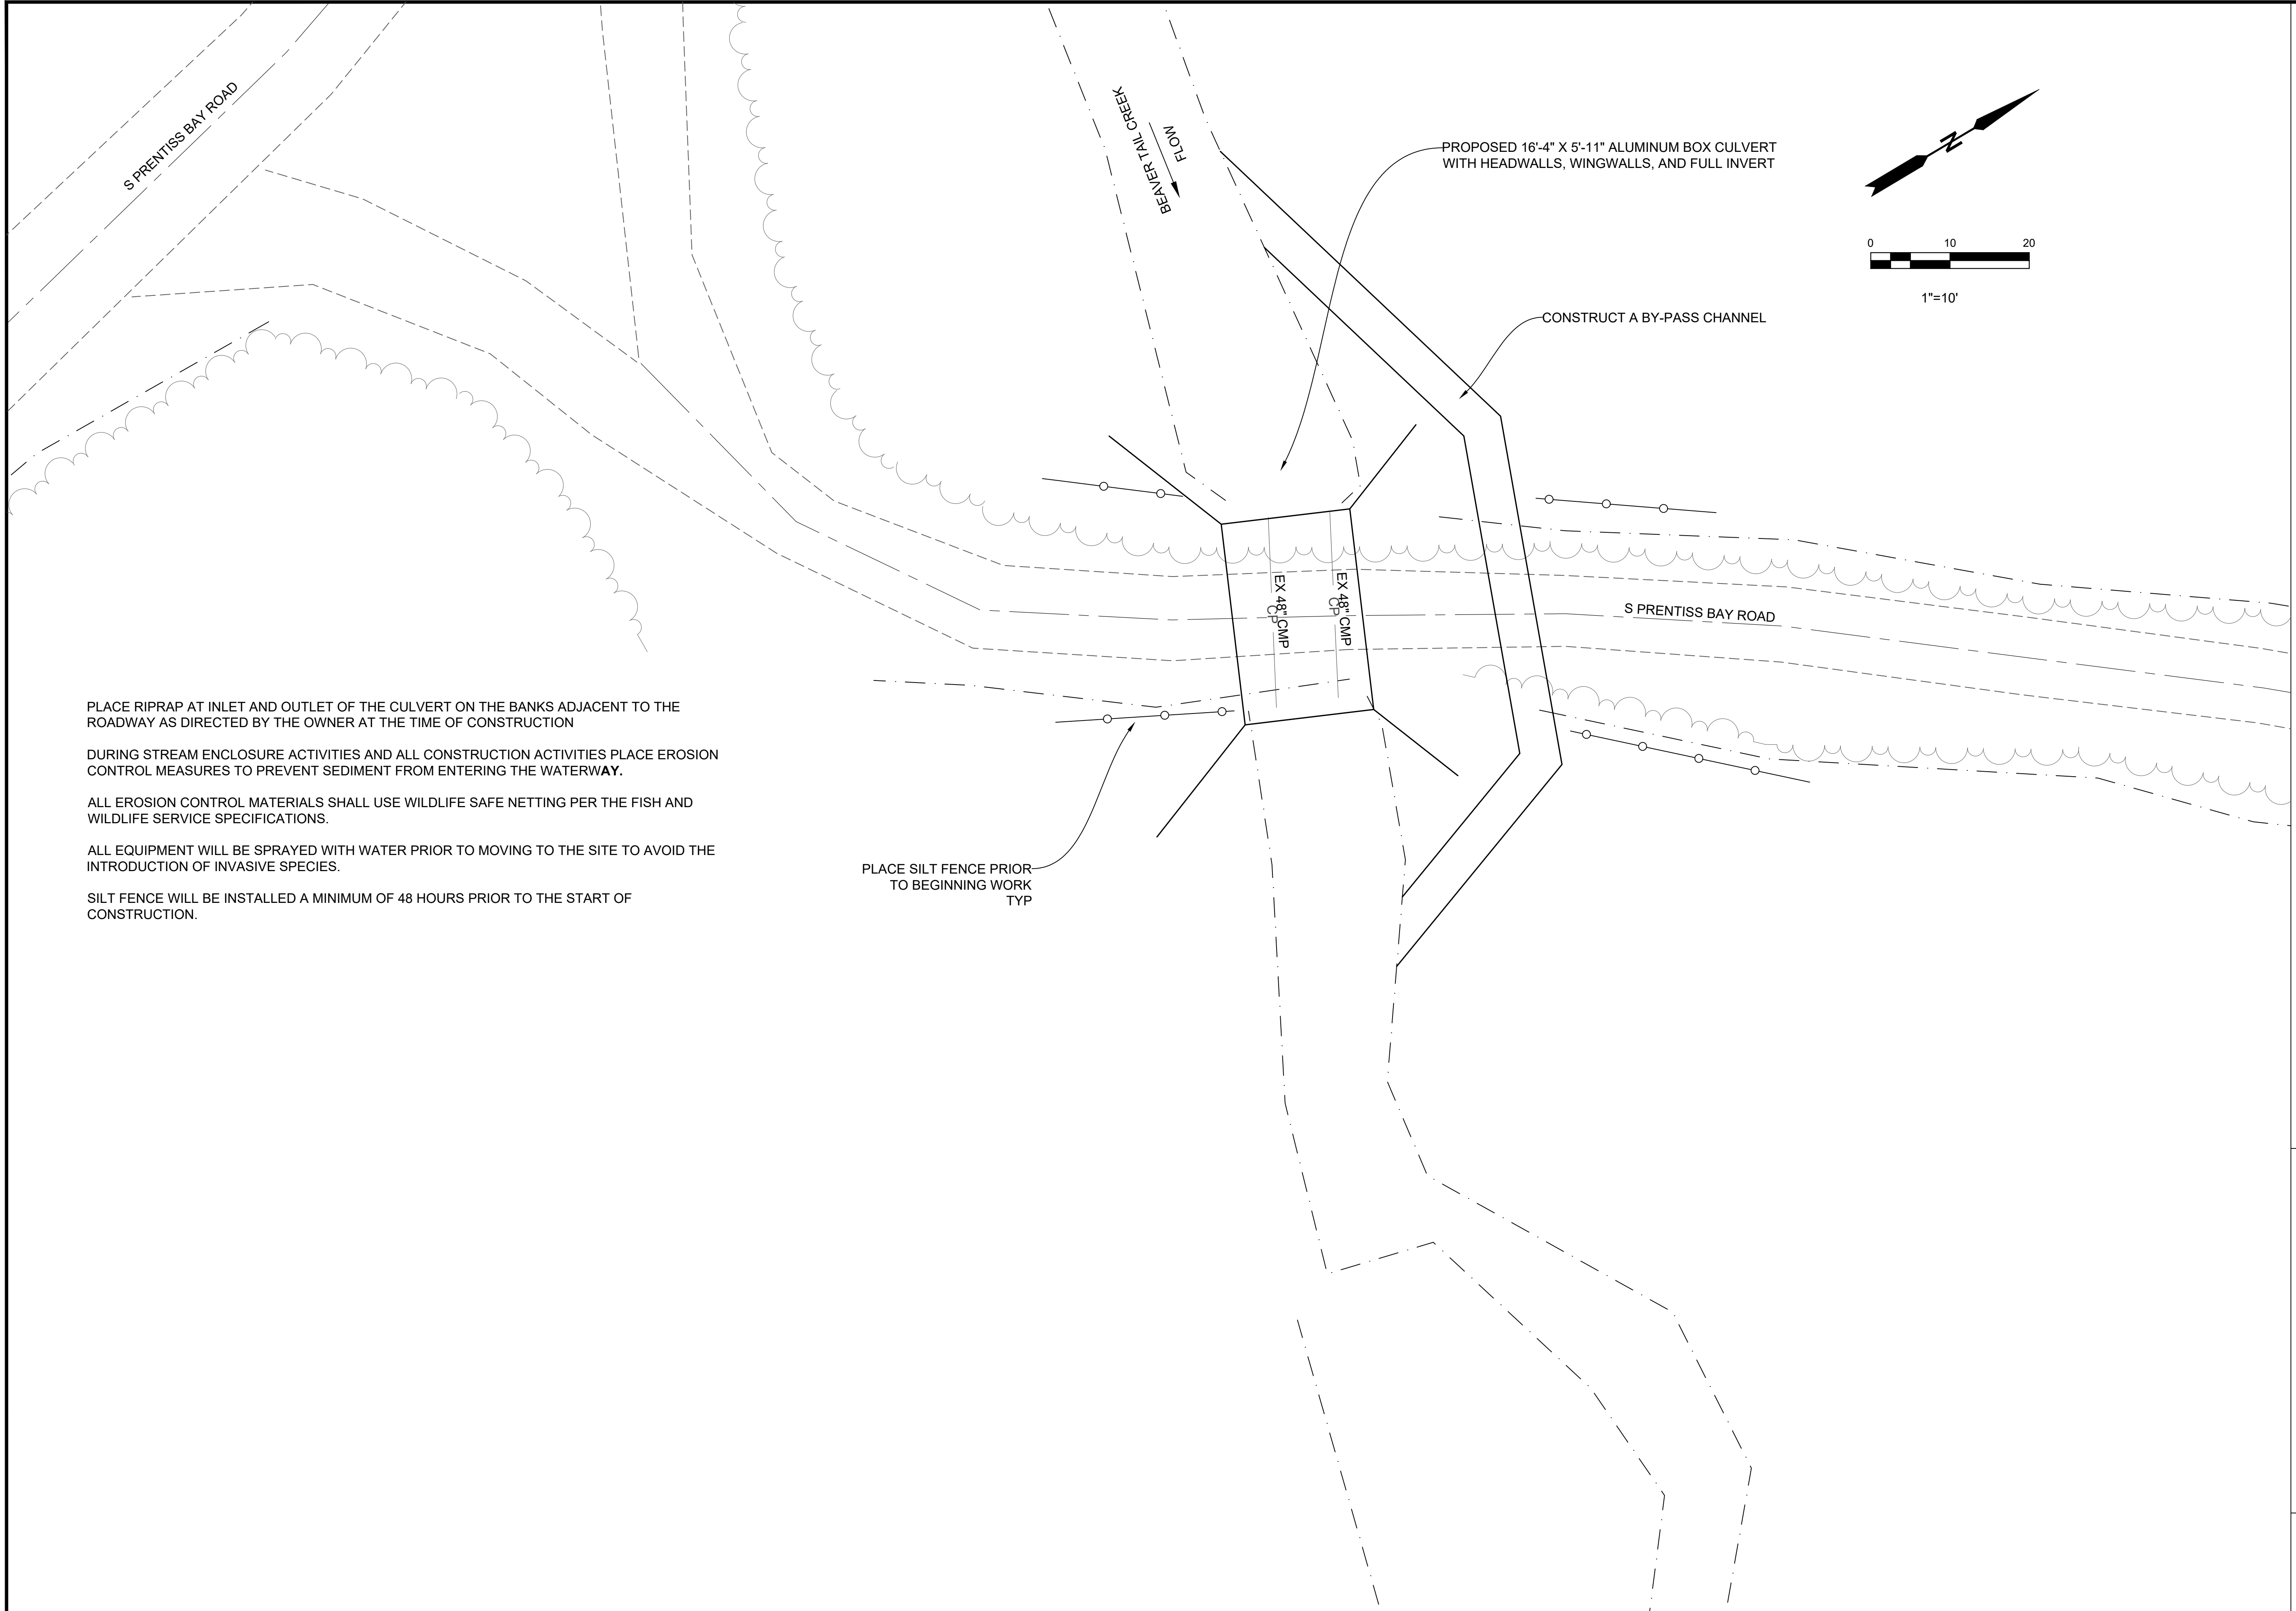 S PRENTISS BAY ROAD
BEAVER TAIL CREEK
FLOW
PROPOSED 16'-4" X 5'-11" ALUMINUM BOX CULVERT
WITH HEADWALLS, WINGWALLS, AND FULL INVERT
N
0 10 20
1"=10'
CONSTRUCT A BY-PASS CHANNEL
EX 48" CMP
CP
EX 48" CMP
CP
S PRENTISS BAY ROAD
PLACE RIPRAP AT INLET AND OUTLET OF THE CULVERT ON THE BANKS ADJACENT TO THE
ROADWAY AS DIRECTED BY THE OWNER AT THE TIME OF CONSTRUCTION
DURING STREAM ENCLOSURE ACTIVITIES AND ALL CONSTRUCTION ACTIVITIES PLACE EROSION
CONTROL MEASURES TO PREVENT SEDIMENT FROM ENTERING THE WATERWAY.
ALL EROSION CONTROL MATERIALS SHALL USE WILDLIFE SAFE NETTING PER THE FISH AND
WILDLIFE SERVICE SPECIFICATIONS.
ALL EQUIPMENT WILL BE SPRAYED WITH WATER PRIOR TO MOVING TO THE SITE TO AVOID THE
INTRODUCTION OF INVASIVE SPECIES.
SILT FENCE WILL BE INSTALLED A MINIMUM OF 48 HOURS PRIOR TO THE START OF
CONSTRUCTION.
PLACE SILT FENCE PRIOR
TO BEGINNING WORK
TYP